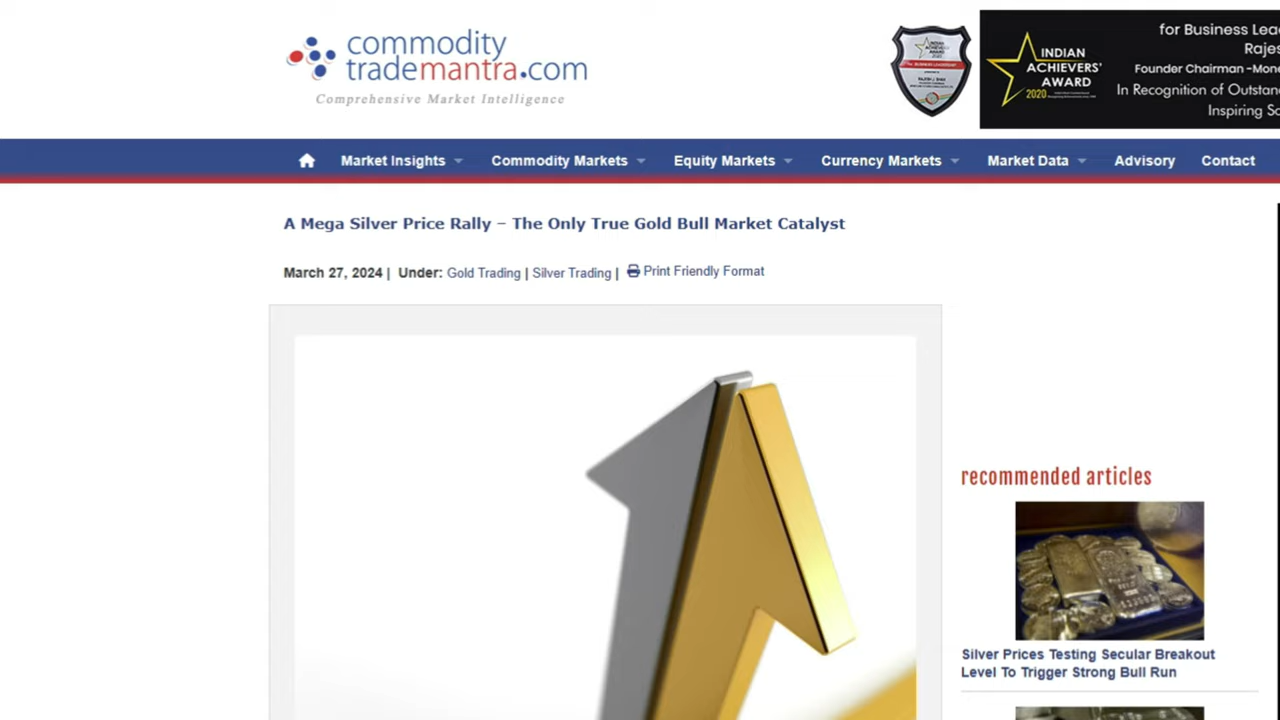 commodity
trademantra.com
Comprehensive Market Intelligence
INDIAN
ACHIEVERS'
AWARD
2020
for Business Lea
Rajes
Founder Chairman -Mone
In Recognition of Outstand
Inspiring So
Market Insights Commodity Markets Equity Markets Currency Markets Market Data Advisory Contact
A Mega Silver Price Rally – The Only True Gold Bull Market Catalyst
March 27, 2024 | Under: Gold Trading | Silver Trading | Print Friendly Format
recommended articles
Silver Prices Testing Secular Breakout
Level To Trigger Strong Bull Run